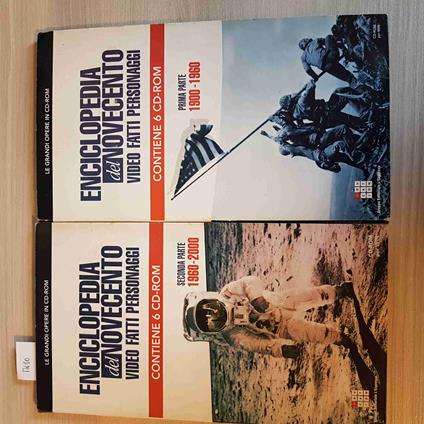 LE GRANDI OPERE IN CD-ROM
ENCICLOPEDIA
del NOVECENTO
VIDEO FATTI PERSONAGGI
CONTIENE 6 CD-ROM
PRIMA PARTE
1900-1960
LE GRANDI OPERE IN CD-ROM
ENCICLOPEDIA
del NOVECENTO
VIDEO FATTI PERSONAGGI
CONTIENE 6 CD-ROM
SECONDA PARTE
1960-2000